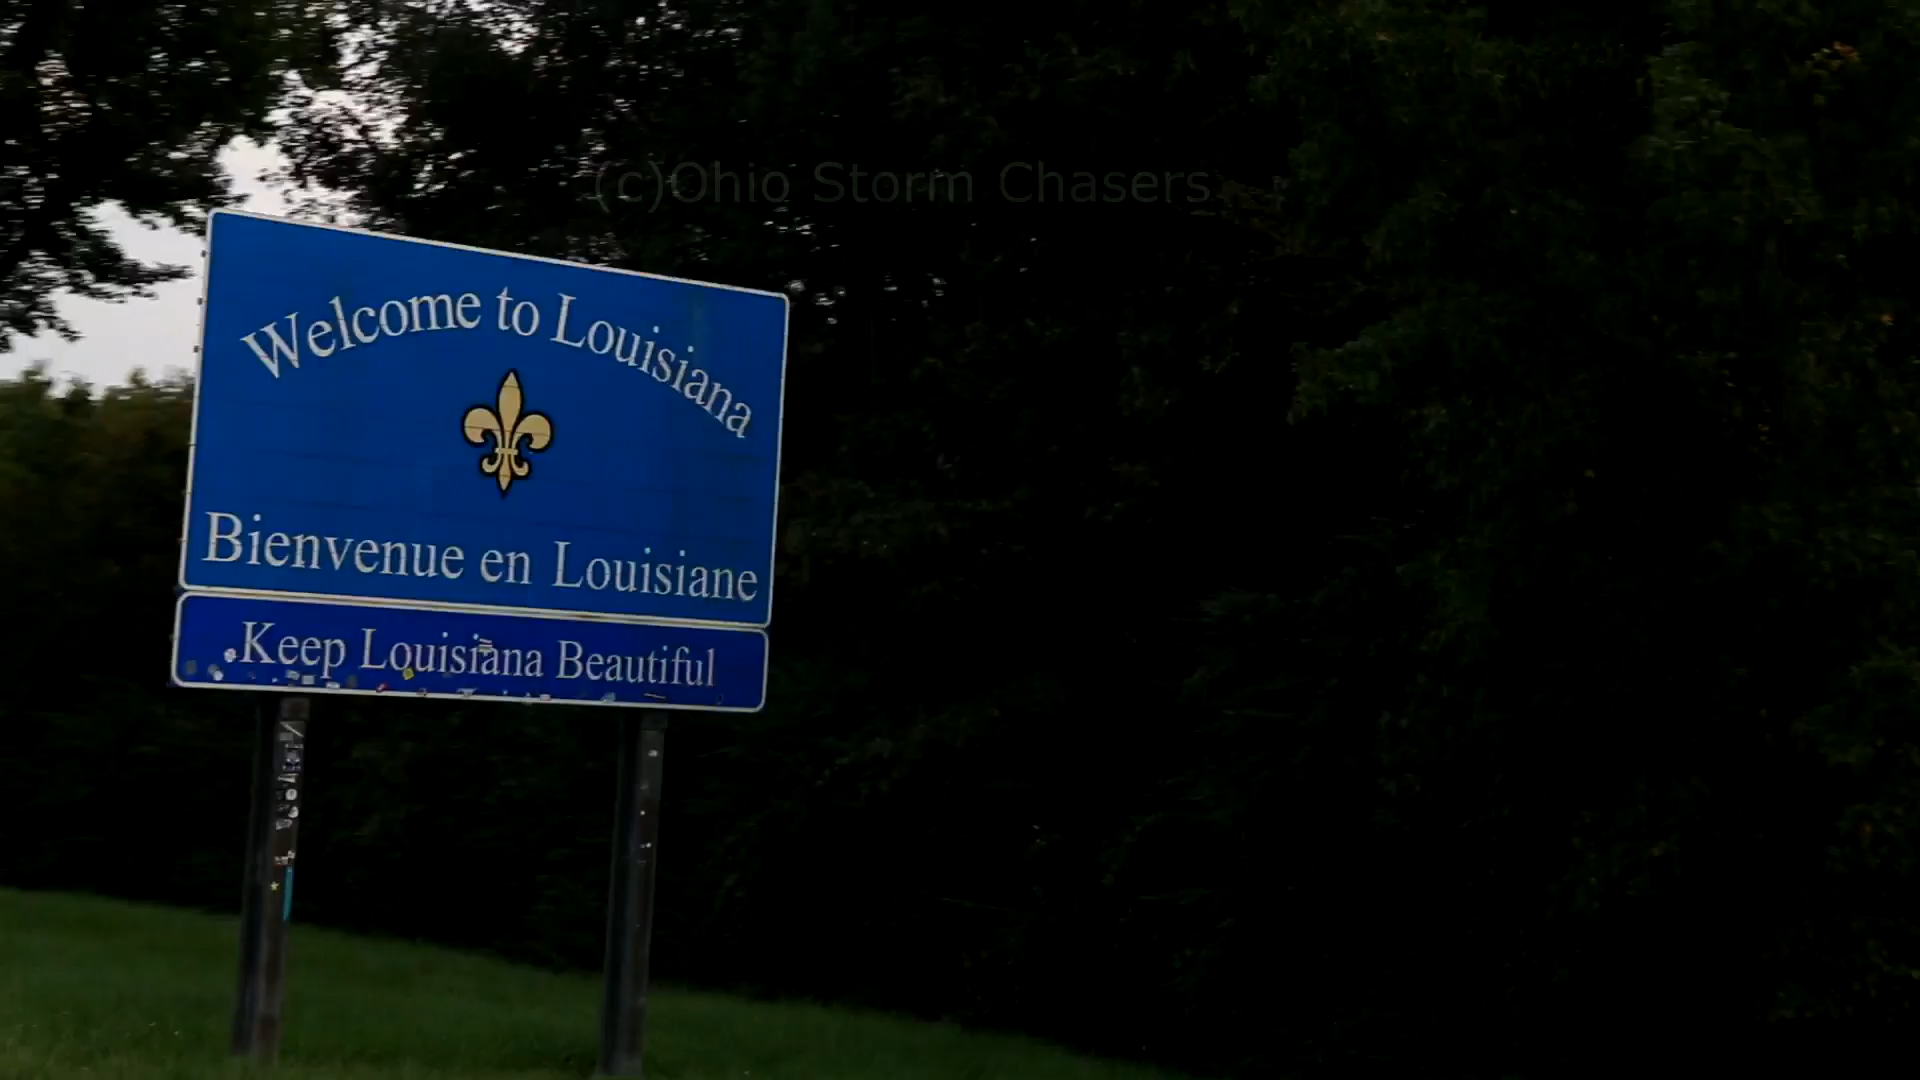 (c)Ohio Storm Chasers
Welcome to Louisiana
Bienvenue en Louisiane
Keep Louisiana Beautiful